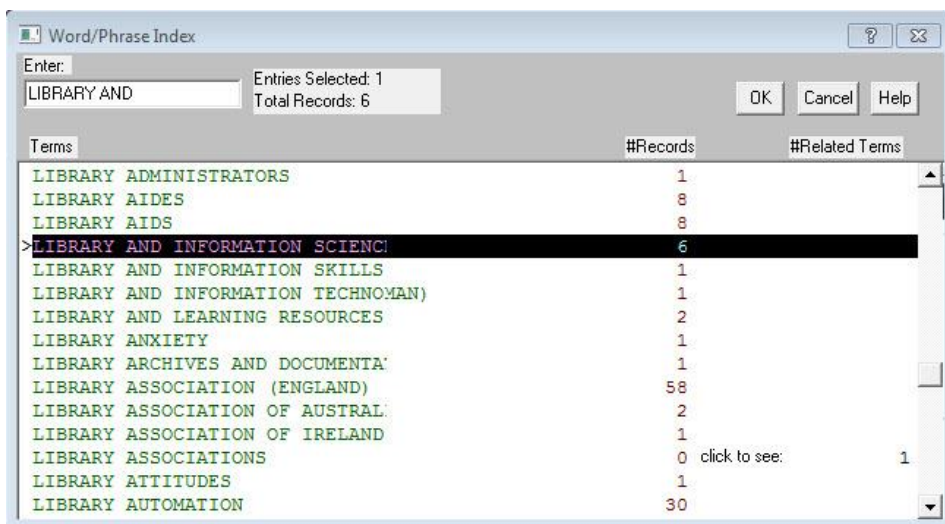 Word/Phrase Index
Enter:
LIBRARY AND
Entries Selected: 1
Total Records: 6
OK Cancel Help
Terms #Records #Related Terms
LIBRARY ADMINISTRATORS 1
LIBRARY AIDES 8
LIBRARY AIDS 8
>LIBRARY AND INFORMATION SCIENC 6
LIBRARY AND INFORMATION SKILLS 1
LIBRARY AND INFORMATION TECHNOMAN) 1
LIBRARY AND LEARNING RESOURCES 2
LIBRARY ANXIETY 1
LIBRARY ARCHIVES AND DOCUMENTA 1
LIBRARY ASSOCIATION (ENGLAND) 58
LIBRARY ASSOCIATION OF AUSTRAL 2
LIBRARY ASSOCIATION OF IRELAND 1
LIBRARY ASSOCIATIONS 0 click to see: 1
LIBRARY ATTITUDES 1
LIBRARY AUTOMATION 30